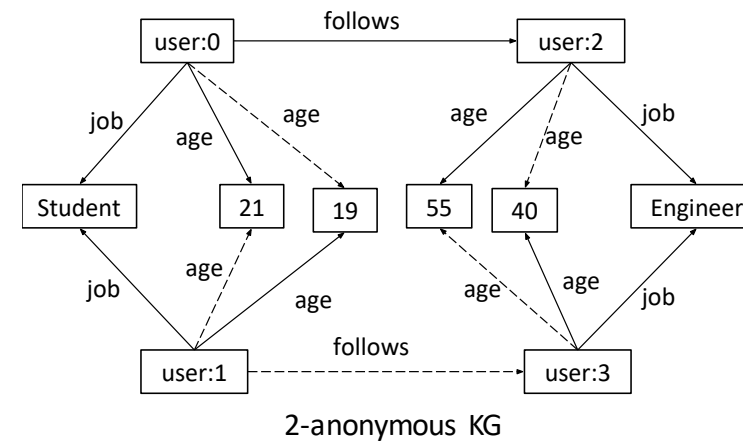 follows
user:0
user:2
job
age
age
age
age
job
Student
21
19
55
40
Engineer
job
age
age
age
age
job
follows
user:1
user:3
2-anonymous KG